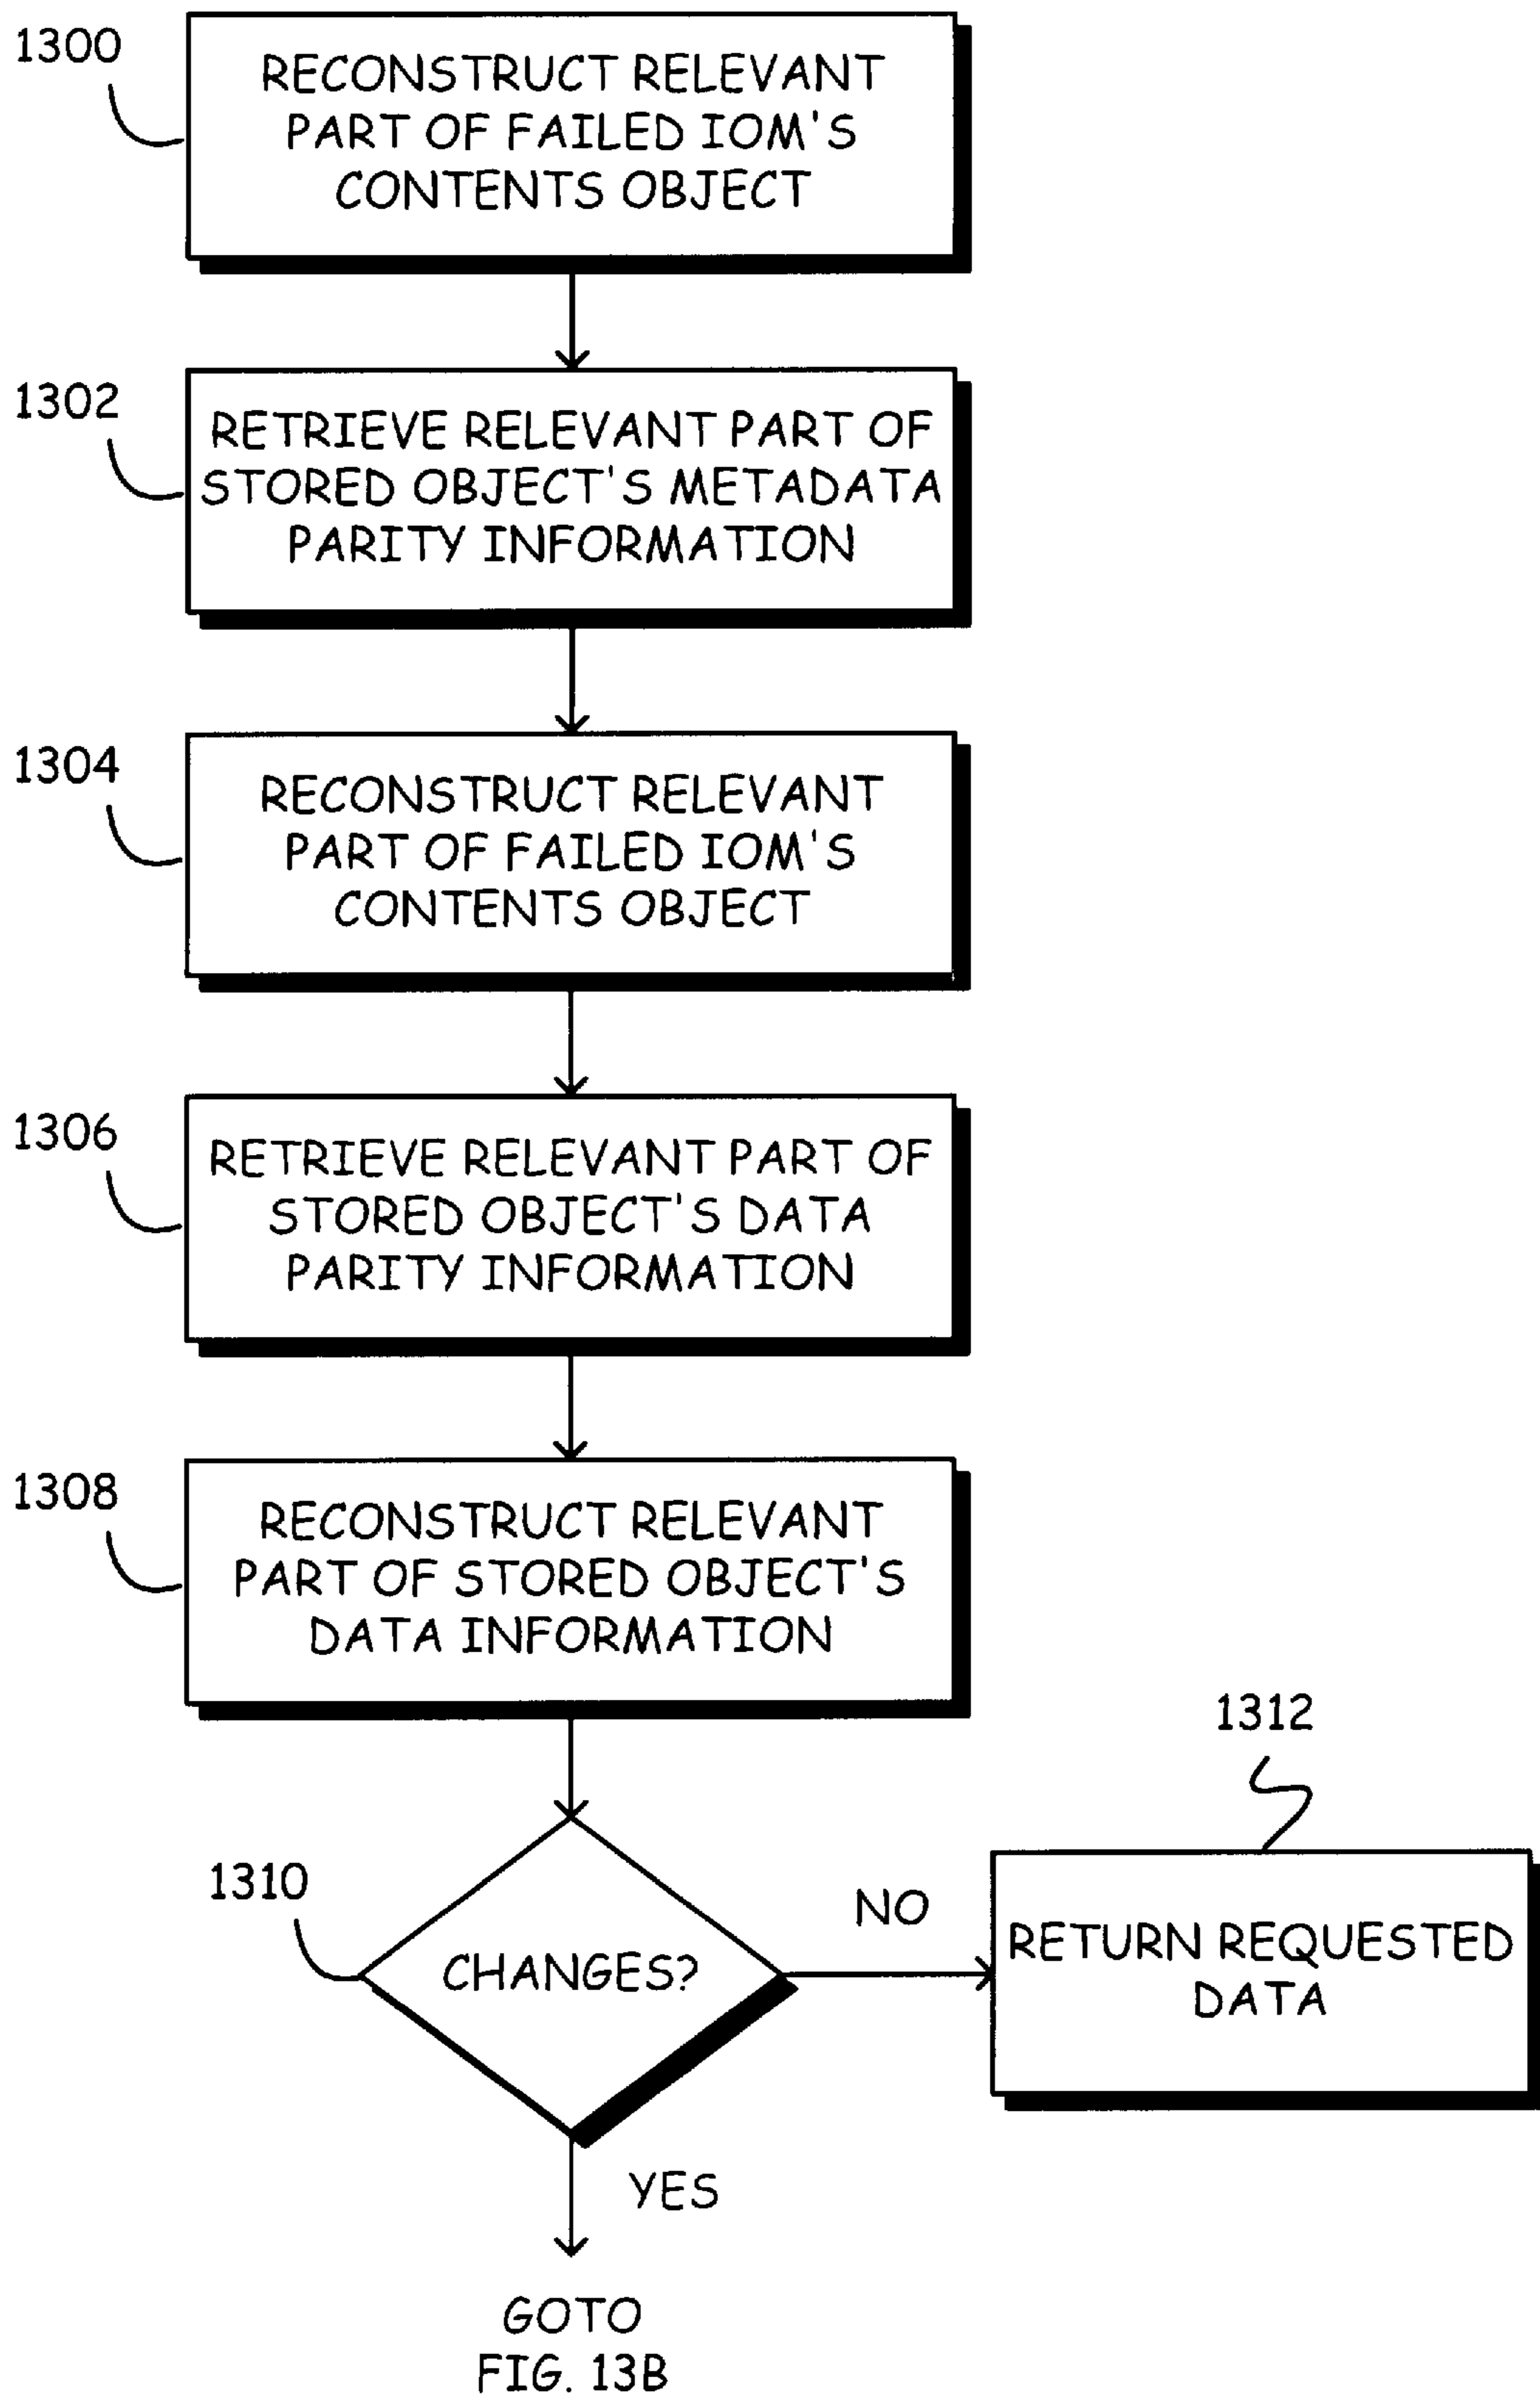 1300
RECONSTRUCT RELEVANT
PART OF FAILED IOM'S
CONTENTS OBJECT
1302
RETRIEVE RELEVANT PART OF
STORED OBJECT'S METADATA
PARITY INFORMATION
1304
RECONSTRUCT RELEVANT
PART OF FAILED IOM'S
CONTENTS OBJECT
1306
RETRIEVE RELEVANT PART OF
STORED OBJECT'S DATA
PARITY INFORMATION
1308
RECONSTRUCT RELEVANT
PART OF STORED OBJECT'S
DATA INFORMATION
1310
CHANGES?
NO
1312
RETURN REQUESTED
DATA
YES
GOTO
FIG. 13B